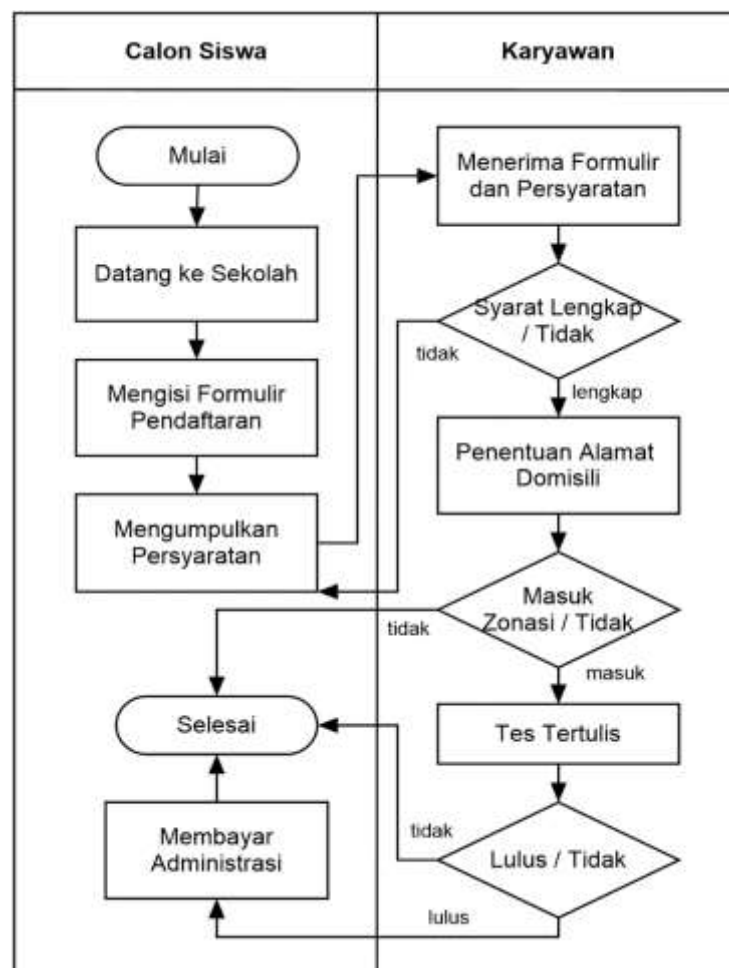 Calon Siswa
Karyawan
Mulai
Datang ke Sekolah
Mengisi Formulir
Pendaftaran
Mengumpulkan
Persyaratan
Menerima Formulir
dan Persyaratan
Syarat Lengkap
/ Tidak
tidak
lengkap
Penentuan Alamat
Domisili
Masuk
Zonasi / Tidak
tidak
masuk
Tes Tertulis
Lulus / Tidak
tidak
lulus
Membayar
Administrasi
Selesai